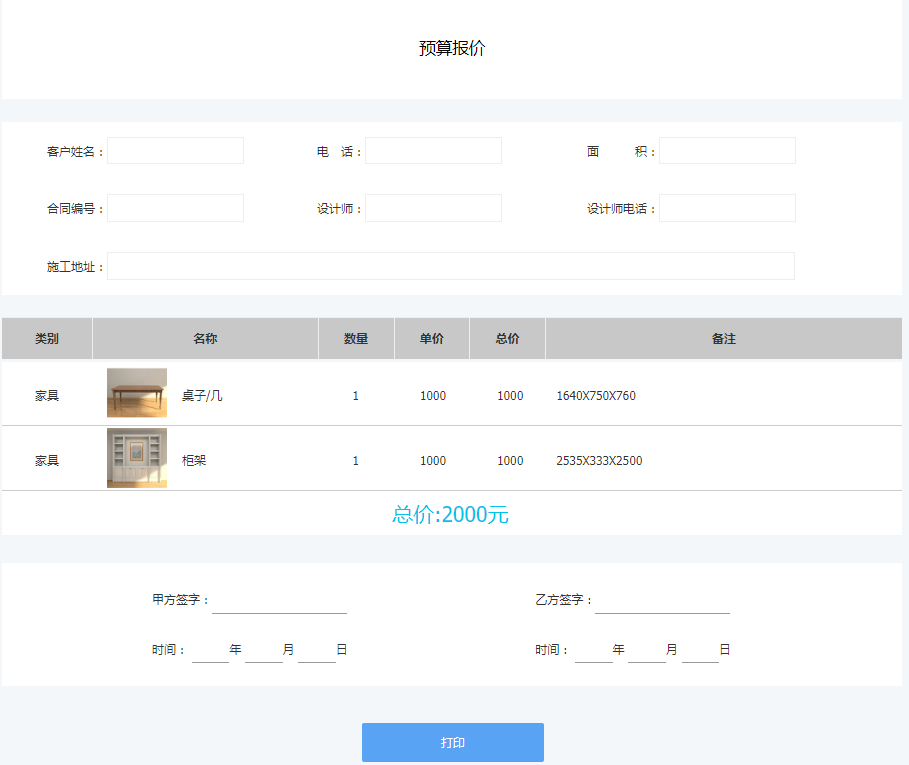 预算报价
客户姓名： 电 话： 面 积：
合同编号： 设计师： 设计师电话：
施工地址：
类别 名称 数量 单价 总价 备注
家具 桌子/几 1 1000 1000 1640X750X760
家具 柜架 1 1000 1000 2535X333X2500
总价:2000元
甲方签字： 乙方签字：
时间： 年 月 日 时间： 年 月 日
打印